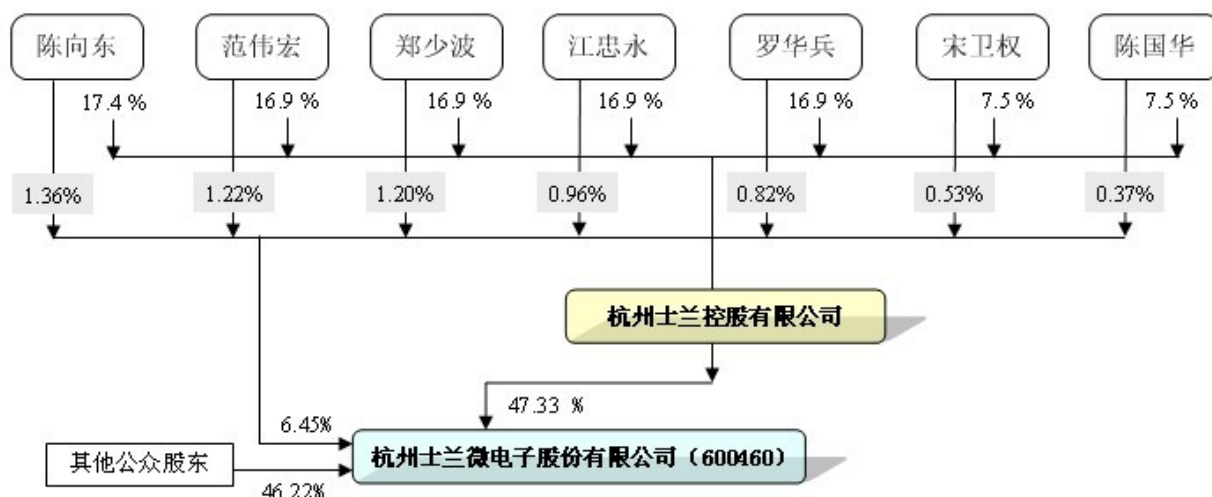 陈向东 范伟宏 郑少波 江忠永 罗华兵 宋卫权 陈国华
17.4 % 16.9 % 16.9 % 16.9 % 16.9 % 7.5 % 7.5 %
1.36% 1.22% 1.20% 0.96% 0.82% 0.53% 0.37%
杭州士兰控股有限公司
47.33 %
6.45%
其他公众股东 杭州士兰微电子股份有限公司（600460）
46.22%